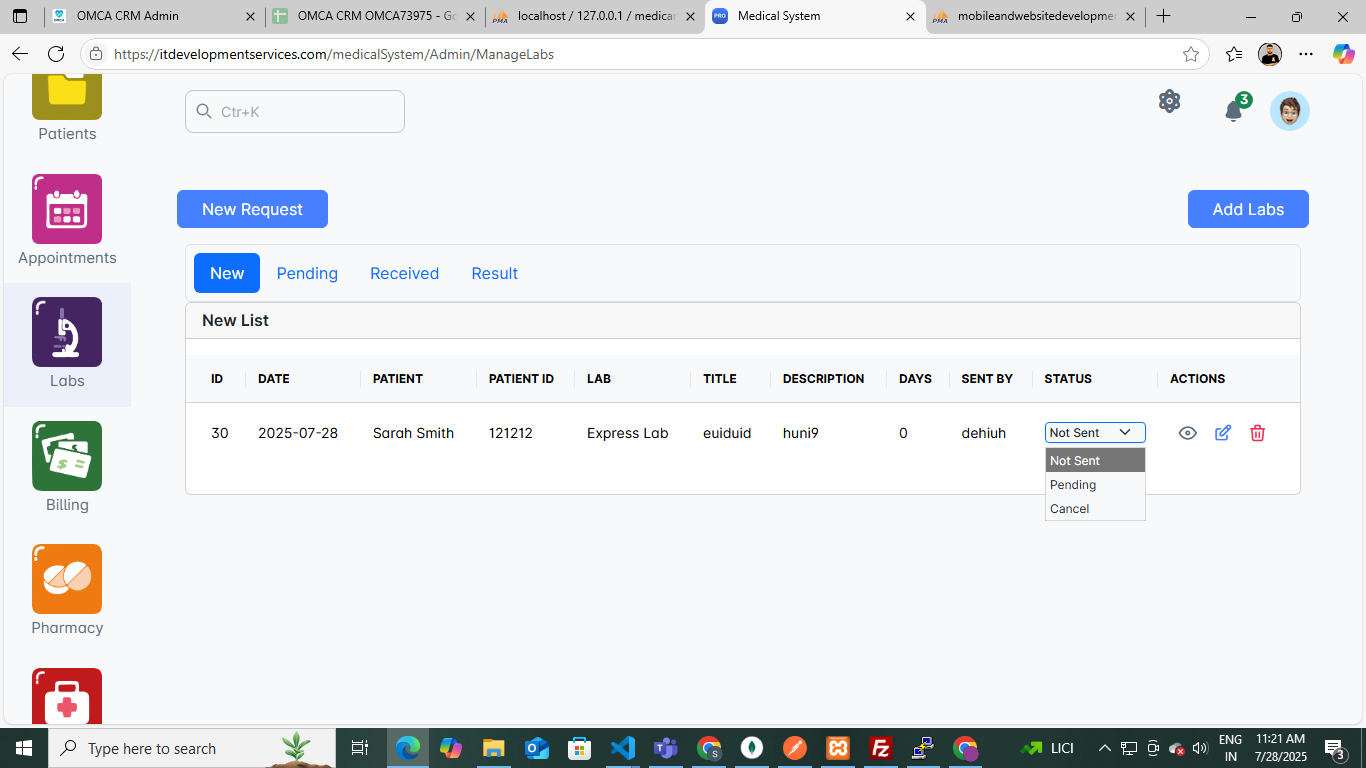 OMCA CRM Admin
OMCA CRM OMCA73975 - Go
localhost / 127.0.0.1 / medicar
PRO Medical System
mobileandwebsitedevelopme
https://itdevelopmentservices.com/medicalSystem/Admin/ManageLabs
Patients
Ctr+K
3
Appointments
New Request
Add Labs
New Pending Received Result
New List
ID DATE PATIENT PATIENT ID LAB TITLE DESCRIPTION DAYS SENT BY STATUS ACTIONS
30 2025-07-28 Sarah Smith 121212 Express Lab euiduid huni9 0 dehiuh Not Sent
Not Sent
Pending
Cancel
Labs
Billing
Pharmacy
Type here to search
LICI
ENG
IN
11:21 AM
7/28/2025
3